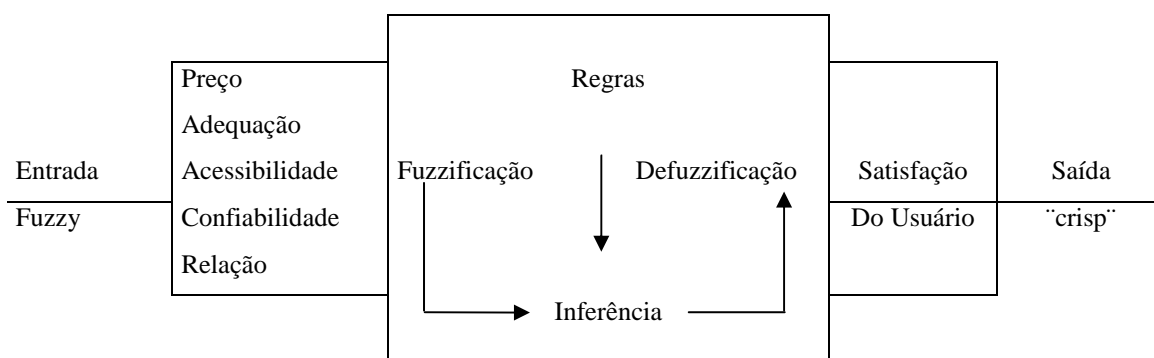 Preço Regras
Adequação
Entrada Acessibilidade Fuzzificação Defuzzificação Satisfação Saída
Fuzzy Confiabilidade Do Usuário ¨crisp¨
Relação
Inferência